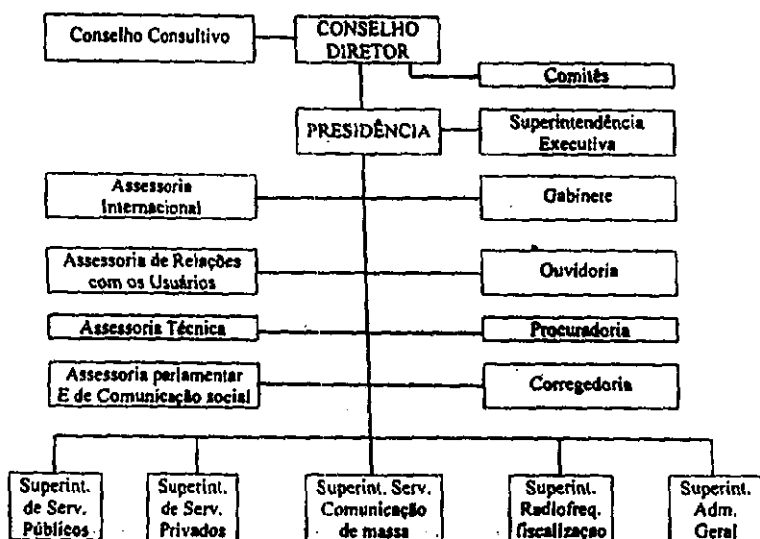 Conselho Consultivo
CONSELHO
DIRETOR
Comitês
PRESIDÊNCIA
Superintendência
Executiva
Assessoria
Internacional
Gabinete
Assessoria de Relações
com os Usuários
Ouvidoria
Assessoria Técnica
Procuradoria
Assessoria parlamentar
E de Comunicação social
Corregedoria
Superint.
de Serv.
Públicos
Superint.
de Serv.
Privados
Superint. Serv.
Comunicação
de massa
Superint.
Radiofreq.
fiscalização
Superint.
Adm.
Geral